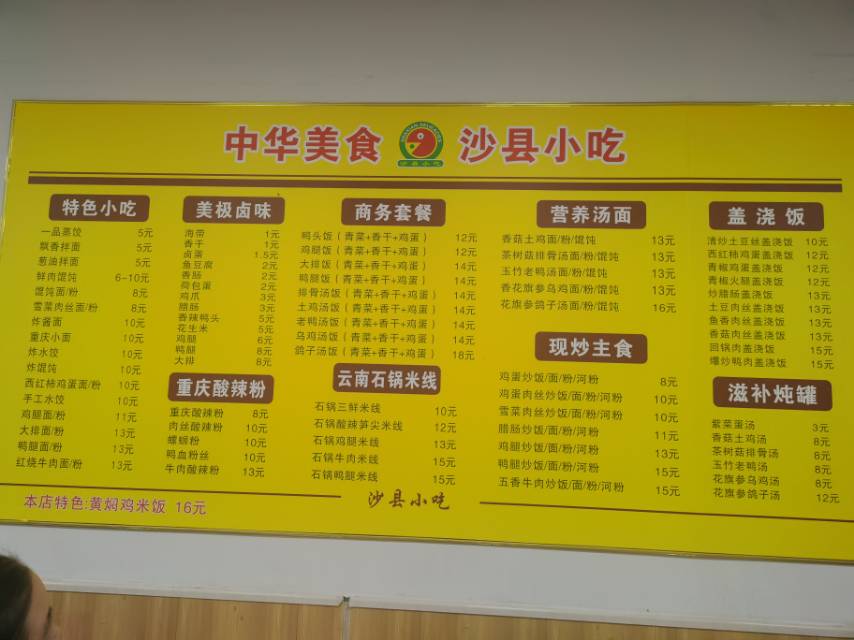 中华美食 沙县小吃
SHAXIAN DELICACIES
沙县小吃
特色小吃
一品蒸饺 5元
飘香拌面 5元
葱油拌面 5元
鲜肉馄饨 6-10元
馄饨面/粉 8元
雪菜肉丝面/粉 8元
炸酱面 10元
重庆小面 10元
炸水饺 10元
炸馄饨 10元
西红柿鸡蛋面/粉 10元
手工水饺 10元
鸡腿面/粉 11元
大排面/粉 13元
鸭腿面/粉 13元
红烧牛肉面/粉 13元
美极卤味
海带 1元
香干 1元
卤蛋 1.5元
鱼豆腐 2元
香肠 2元
荷包蛋 2元
鸡爪 3元
腊肠 3元
香辣鸭头 5元
花生米 5元
鸡腿 6元
鸭腿 8元
大排 8元
重庆酸辣粉
重庆酸辣粉 8元
肉丝酸辣粉 10元
螺蛳粉 10元
鸭血粉丝 10元
牛肉酸辣粉 13元
商务套餐
鸭头饭（青菜+香干+鸡蛋） 12元
鸡腿饭（青菜+香干+鸡蛋） 12元
大排饭（青菜+香干+鸡蛋） 14元
鸭腿饭（青菜+香干+鸡蛋） 14元
排骨汤饭（青菜+香干+鸡蛋） 14元
土鸡汤饭（青菜+香干+鸡蛋） 14元
老鸭汤饭（青菜+香干+鸡蛋） 14元
乌鸡汤饭（青菜+香干+鸡蛋） 14元
鸽子汤饭（青菜+香干+鸡蛋） 18元
云南石锅米线
石锅三鲜米线 10元
石锅酸辣笋尖米线 12元
石锅鸡腿米线 13元
石锅牛肉米线 15元
石锅鸭腿米线 15元
营养汤面
香菇土鸡面/粉/馄饨 13元
茶树菇排骨汤面/粉/馄饨 13元
玉竹老鸭汤面/粉/馄饨 13元
香花旗参乌鸡面/粉/馄饨 13元
花旗参鸽子汤面/粉/馄饨 16元
现炒主食
鸡蛋炒饭/面/粉/河粉 8元
鸡蛋肉丝炒饭/面/粉/河粉 10元
雪菜肉丝炒饭/面/粉/河粉 10元
腊肠炒饭/面/粉/河粉 11元
鸡腿炒饭/面/粉/河粉 13元
鸭腿炒饭/面/粉/河粉 15元
五香牛肉炒饭/面/粉/河粉 15元
盖浇饭
清炒土豆丝盖浇饭 10元
西红柿鸡蛋盖浇饭 12元
青椒鸡蛋盖浇饭 12元
青椒火腿盖浇饭 12元
炒腊肠盖浇饭 13元
土豆肉丝盖浇饭 13元
鱼香肉丝盖浇饭 13元
香菇肉丝盖浇饭 13元
回锅肉盖浇饭 15元
爆炒鸭肉盖浇饭 15元
滋补炖罐
紫菜蛋汤 3元
香菇土鸡汤 8元
茶树菇排骨汤 8元
玉竹老鸭汤 8元
花旗参乌鸡汤 8元
花旗参鸽子汤 12元
本店特色:黄焖鸡米饭 16元
沙县小吃